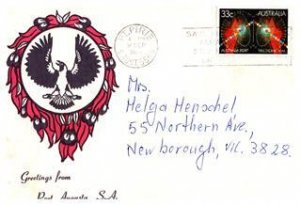 33c AUSTRALIA
Mrs.
Helga Henschel
55 Northern Ave.,
Newborough, Vic. 3828.
Greetings from
Port Augusta S.A.